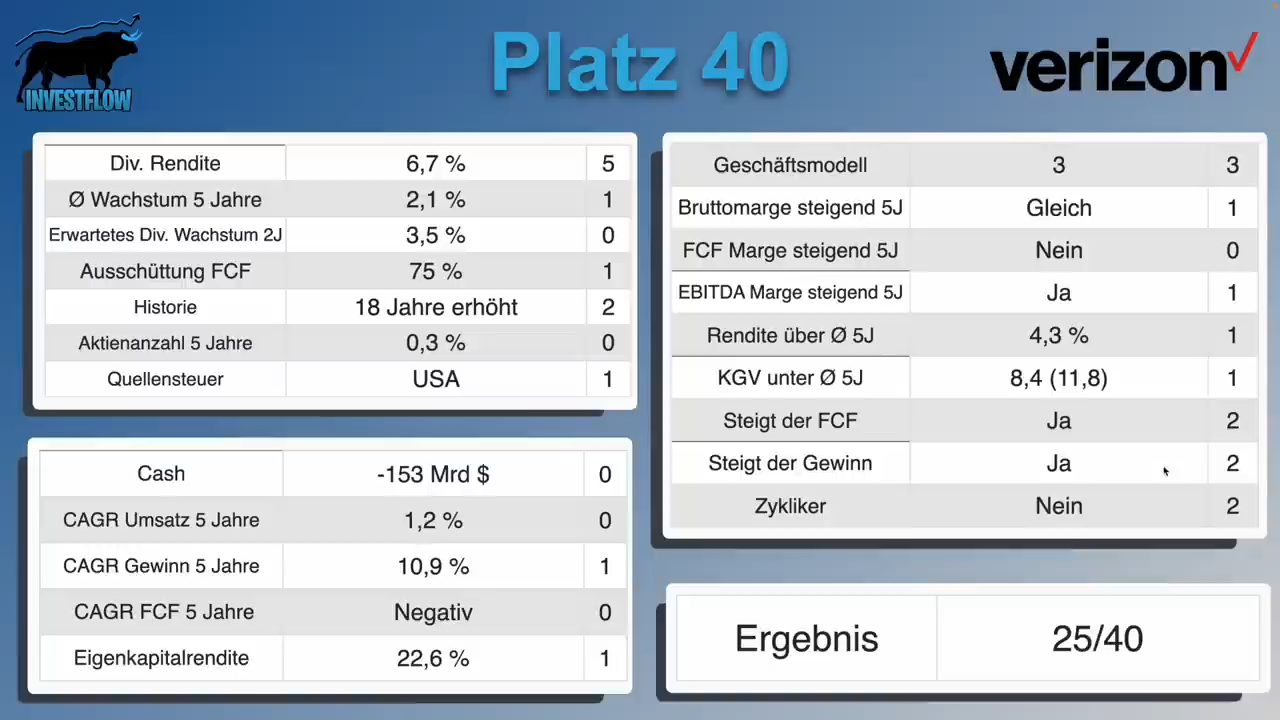 Platz 40
INVESTFLOW
verizon
Div. Rendite 6,7 % 5
Ø Wachstum 5 Jahre 2,1 % 1
Erwartetes Div. Wachstum 2J 3,5 % 0
Ausschüttung FCF 75 % 1
Historie 18 Jahre erhöht 2
Aktienanzahl 5 Jahre 0,3 % 0
Quellensteuer USA 1
Cash -153 Mrd $ 0
CAGR Umsatz 5 Jahre 1,2 % 0
CAGR Gewinn 5 Jahre 10,9 % 1
CAGR FCF 5 Jahre Negativ 0
Eigenkapitalrendite 22,6 % 1
Geschäftsmodell 3 3
Bruttomarge steigend 5J Gleich 1
FCF Marge steigend 5J Nein 0
EBITDA Marge steigend 5J Ja 1
Rendite über Ø 5J 4,3 % 1
KGV unter Ø 5J 8,4 (11,8) 1
Steigt der FCF Ja 2
Steigt der Gewinn Ja 2
Zykliker Nein 2
Ergebnis 25/40